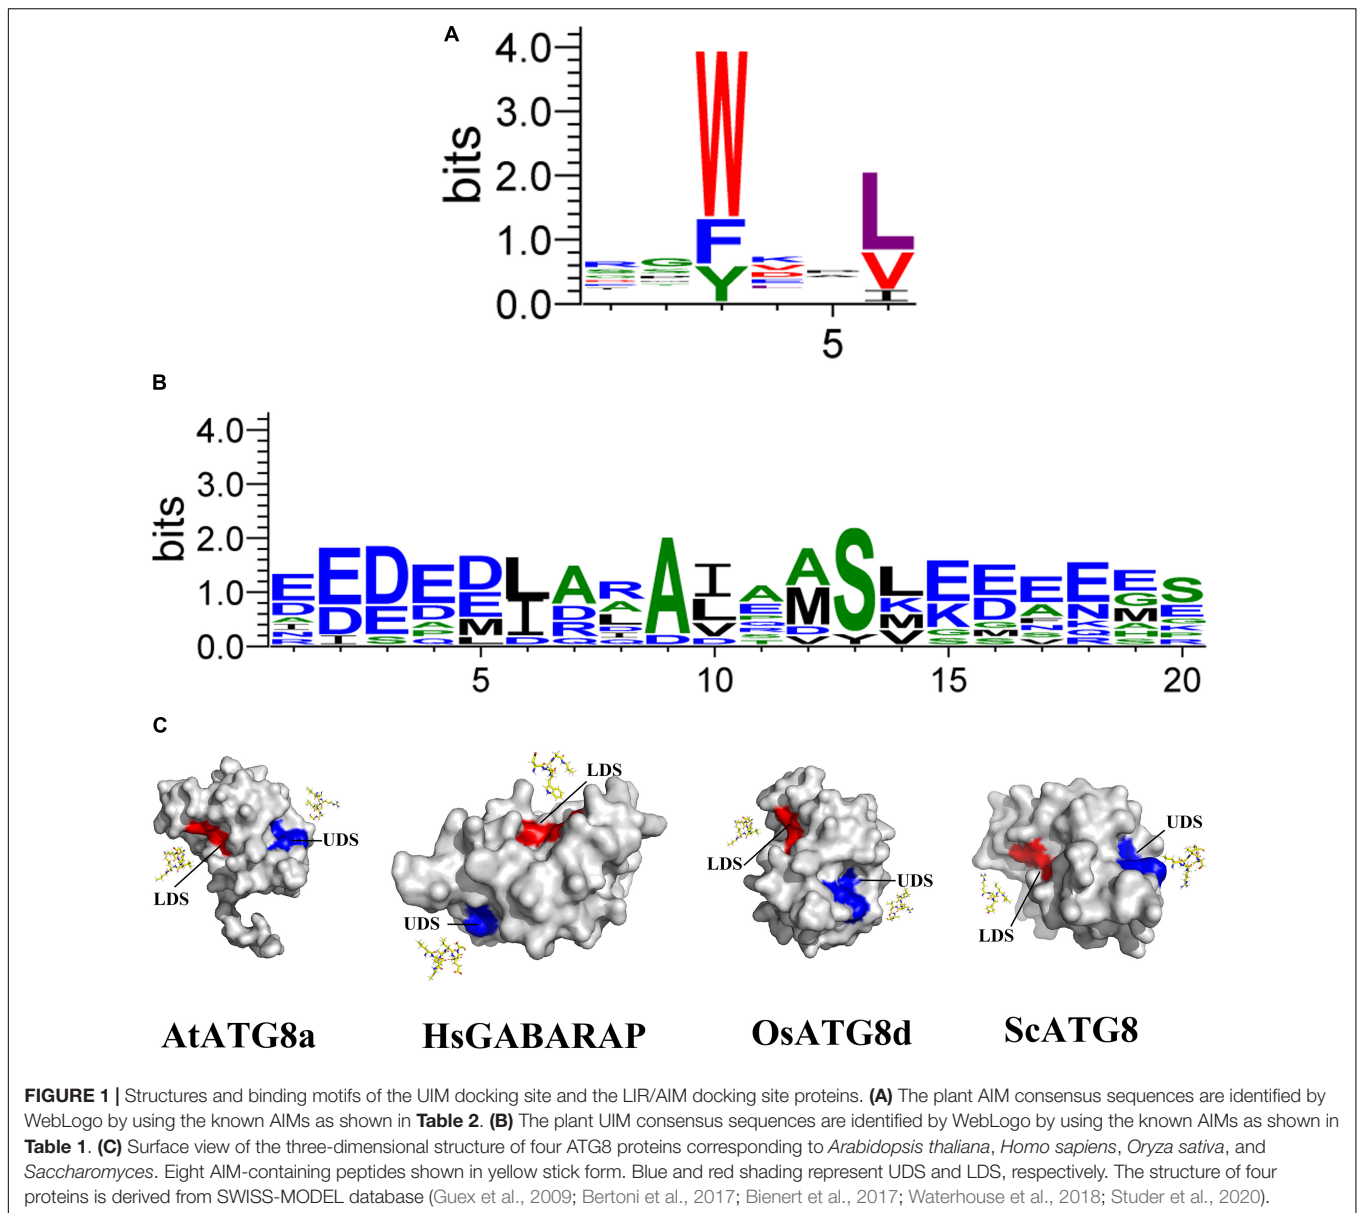 A
bits
4.0
3.0
2.0
1.0
0.0
W
F
Y
L
V
I
5
B
bits
4.0
3.0
2.0
1.0
0.0
E E D E D L A R A I A A S L E E E E E S
5 10 15 20
C
LDS
UDS
LDS
UDS
LDS
UDS
LDS
UDS
AtATG8a HsGABARAP OsATG8d ScATG8
FIGURE 1 | Structures and binding motifs of the UIM docking site and the LIR/AIM docking site proteins. (A) The plant AIM consensus sequences are identified by
WebLogo by using the known AIMs as shown in Table 2. (B) The plant UIM consensus sequences are identified by WebLogo by using the known AIMs as shown in
Table 1. (C) Surface view of the three-dimensional structure of four ATG8 proteins corresponding to Arabidopsis thaliana, Homo sapiens, Oryza sativa, and
Saccharomyces. Eight AIM-containing peptides shown in yellow stick form. Blue and red shading represent UDS and LDS, respectively. The structure of four
proteins is derived from SWISS-MODEL database (Guex et al., 2009; Bertoni et al., 2017; Bienert et al., 2017; Waterhouse et al., 2018; Studer et al., 2020).